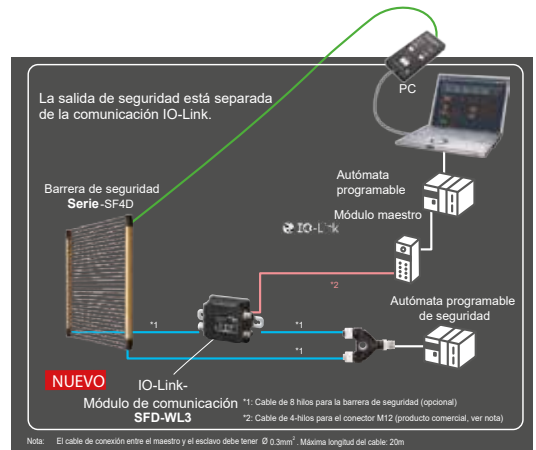 La salida de seguridad está separada
de la comunicación IO-Link.
PC
Autómata
programable
Barrera de seguridad
Serie-SF4D
Módulo maestro
IO-Link
*2
Autómata programable
de seguridad
*1
*1
*1
NUEVO
IO-Link-
Módulo de comunicación
SFD-WL3
*1: Cable de 8 hilos para la barrera de seguridad (opcional)
*2: Cable de 4-hilos para el conector M12 (producto comercial, ver nota)
Nota: El cable de conexión entre el maestro y el esclavo debe tener Ø 0.3mm². Máxima longitud del cable: 20m